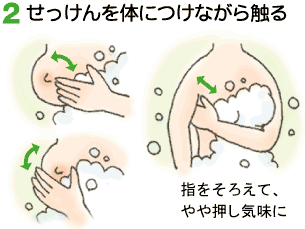 2 せっけんを体につけながら触る
指をそろえて、
やや押し気味に